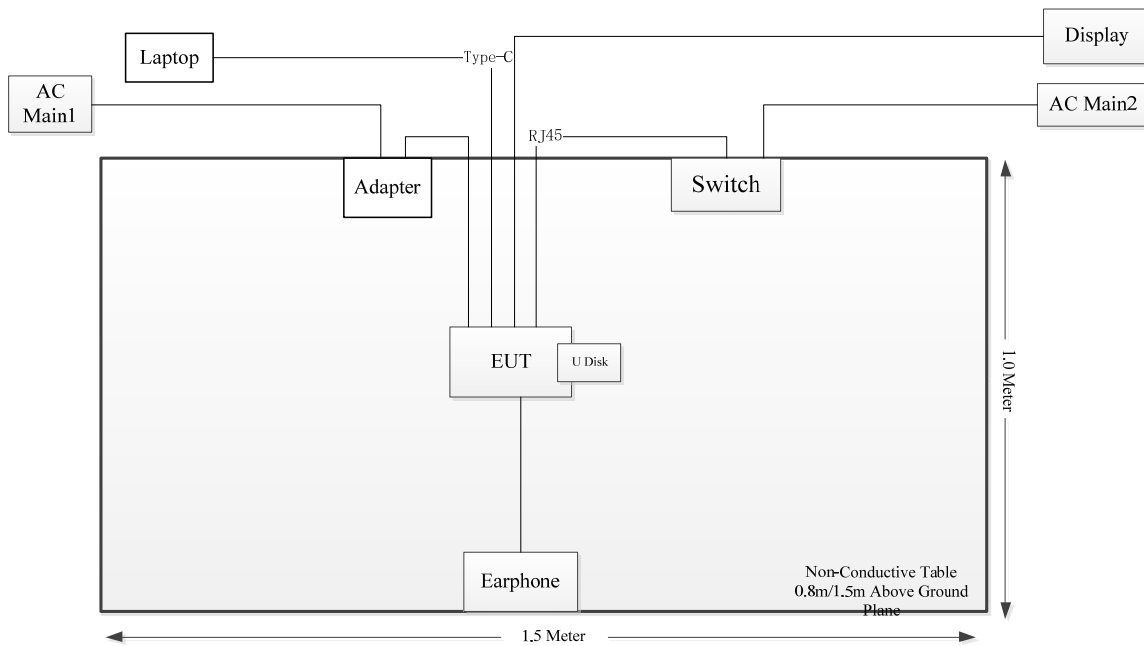 Display
Laptop
Type-C
AC
Main1
AC Main2
RJ45
Adapter
Switch
EUT
U Disk
1.0 Meter
Earphone
Non-Conductive Table
0.8m/1.5m Above Ground
Plane
1.5 Meter